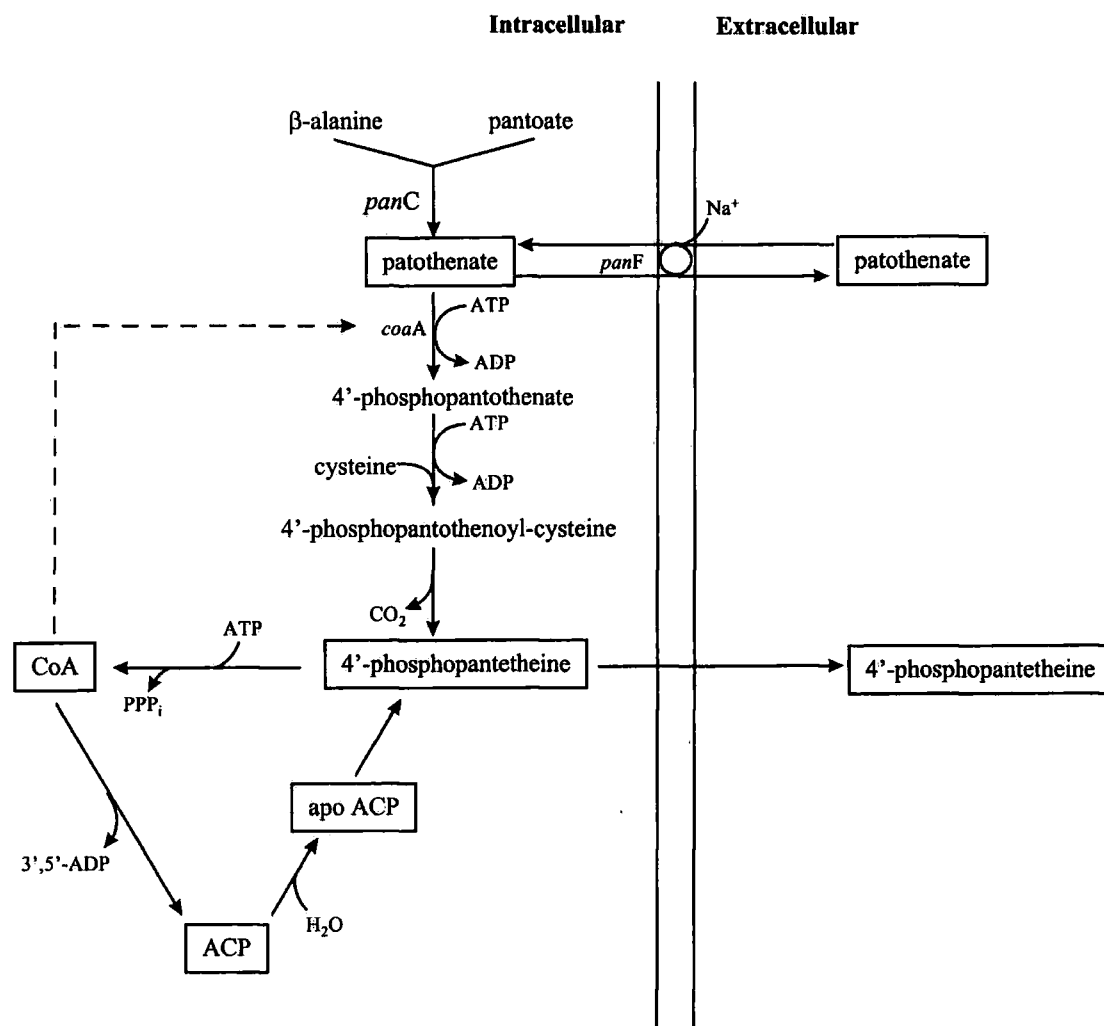 Intracellular Extracellular
β-alanine pantoate
panC
Na⁺
patothenate panF patothenate
ATP
coaA
ADP
4'-phosphopantothenate
ATP
cysteine
ADP
4'-phosphopantothenoyl-cysteine
CO₂
ATP
CoA 4'-phosphopantetheine 4'-phosphopantetheine
PPPᵢ
apo ACP
3',5'-ADP
H₂O
ACP